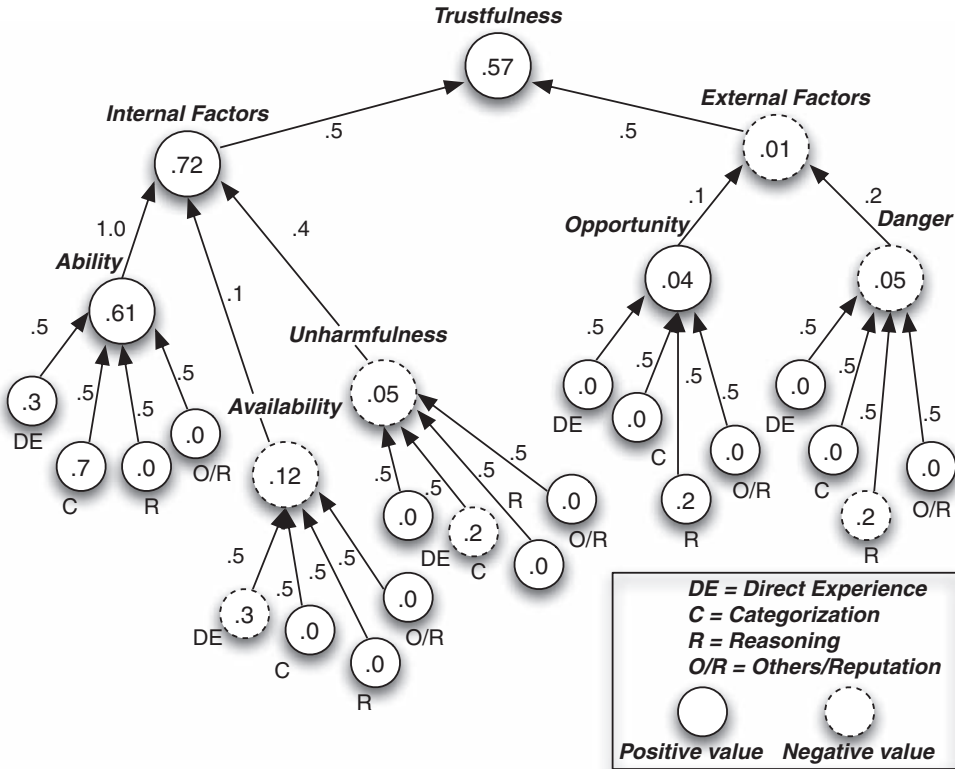 Trustfulness
.57
Internal Factors
External Factors
.5
.5
.72
.01
1.0
.4
.1
.2
Opportunity
Danger
Ability
.1
.61
.04
.05
.5
Unharmfulness
.5
.5
.3
.5
.5
.5
.05
.0
.5
.5
.5
.0
.5
.5
.5
DE
Availability
DE
.0
DE
.0
.7
.0
.0
.0
.0
.0
C
R
O/R
C
O/R
C
O/R
.12
.5
.5
.5
R
.5
.0
.2
.2
.0
.2
.0
O/R
R
R
DE
C
.5
.5
.5
.5
.0
.3
.0
.0
DE
O/R
C
.0
R
DE = Direct Experience
C = Categorization
R = Reasoning
O/R = Others/Reputation
Positive value
Negative value